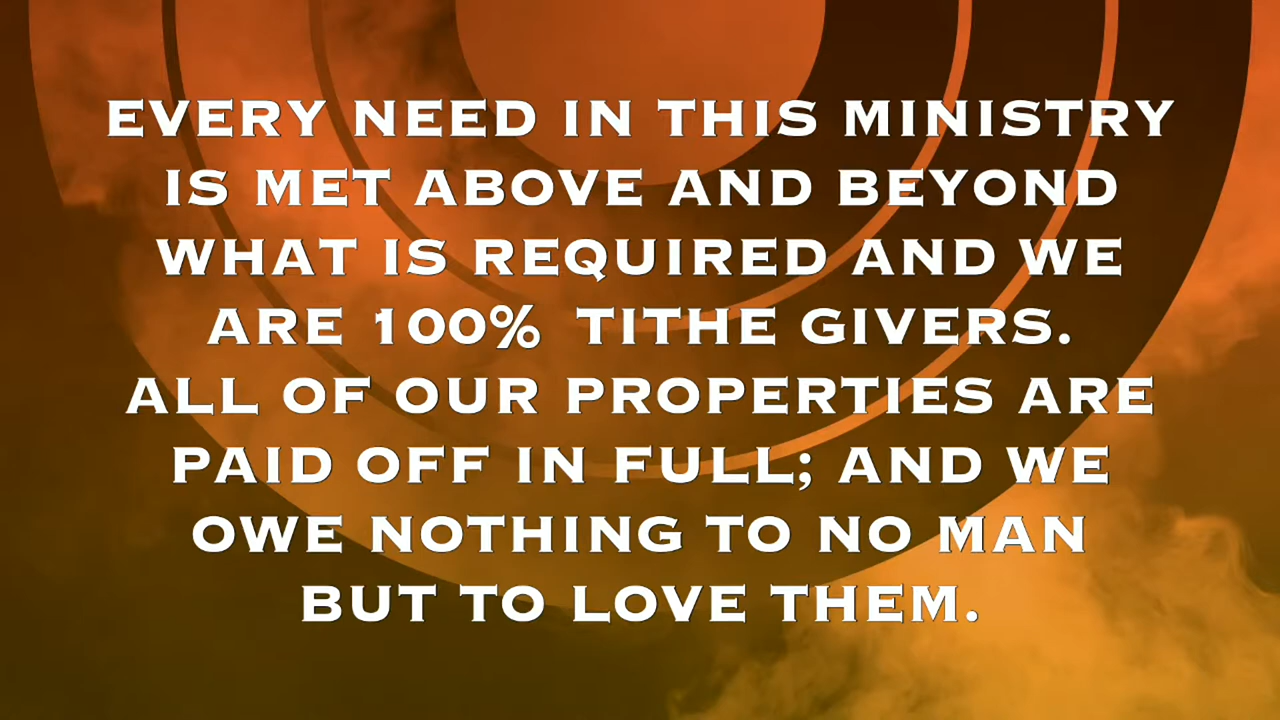 EVERY NEED IN THIS MINISTRY
IS MET ABOVE AND BEYOND
WHAT IS REQUIRED AND WE
ARE 100% TITHE GIVERS.
ALL OF OUR PROPERTIES ARE
PAID OFF IN FULL; AND WE
OWE NOTHING TO NO MAN
BUT TO LOVE THEM.